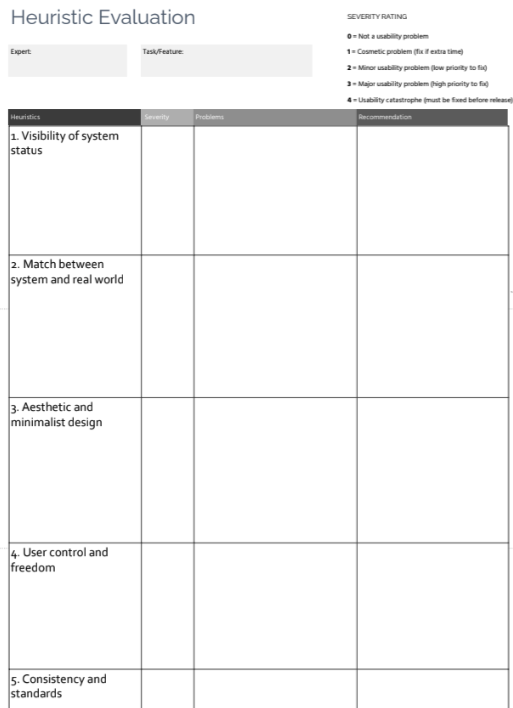 Heuristic Evaluation
SEVERITY RATING
0 = Not a usability problem
Expert:
Task/Feature:
1 = Cosmetic problem (fix if extra time)
2 = Minor usability problem (low priority to fix)
3 = Major usability problem (high priority to fix)
4 = Usability catastrophe (must be fixed before release)
Heuristics
Severity
Problems
Recommendation
1. Visibility of system
status
2. Match between
system and real world
3. Aesthetic and
minimalist design
4. User control and
freedom
5. Consistency and
standards